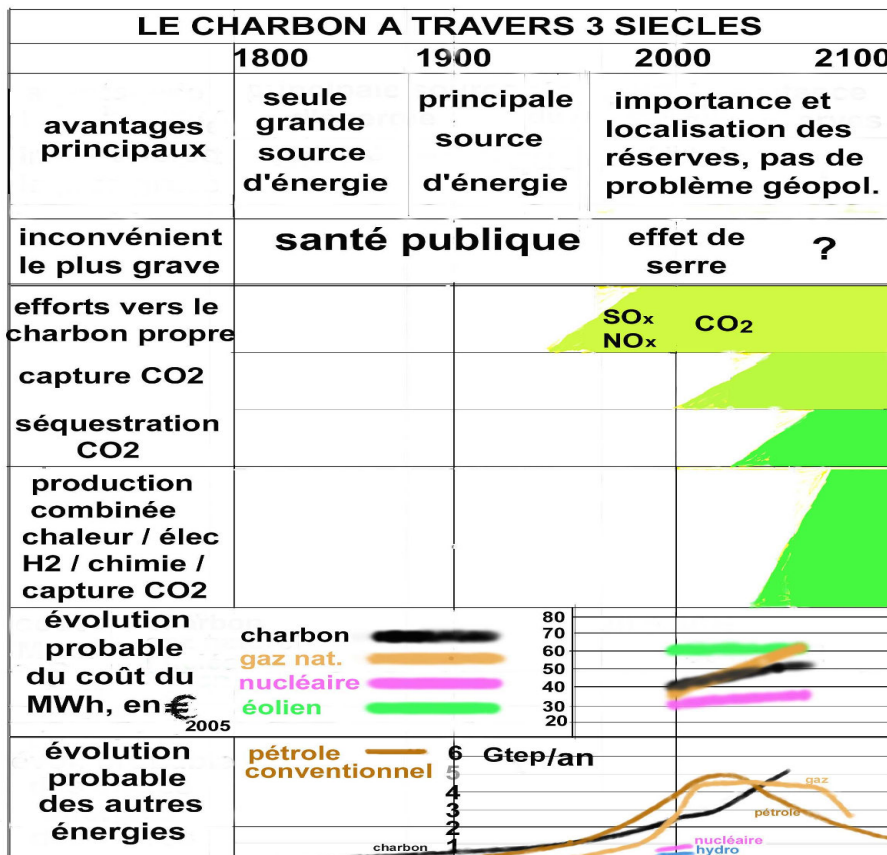 LE CHARBON A TRAVERS 3 SIECLES
1800 1900 2000 2100
avantages
principaux
seule
grande
source
d'énergie
principale
source
d'énergie
importance et
localisation des
réserves, pas de
problème géopol.
inconvénient
le plus grave
santé publique
effet de
serre
?
efforts vers le
charbon propre
SOx
NOx
CO2
capture CO2
séquestration
CO2
production
combinée
chaleur / élec
H2 / chimie /
capture CO2
évolution
probable
du coût du
MWh, en €
2005
charbon
gaz nat.
nucléaire
éolien
80
70
60
50
40
30
20
évolution
probable
des autres
énergies
pétrole
conventionnel
6 Gtep/an
5
4
3
2
1
charbon
gaz
pétrole
nucléaire
hydro